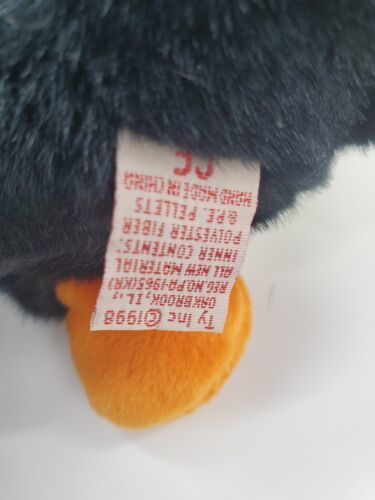 Ty Inc ©1998
OAKBROOK, IL.,
REG.NO.PA-1965(KR)
ALL NEW MATERIAL
INNER CONTENTS:
POLYESTER FIBER
& P.E. PELLETS
HAND MADE IN CHINA
CE